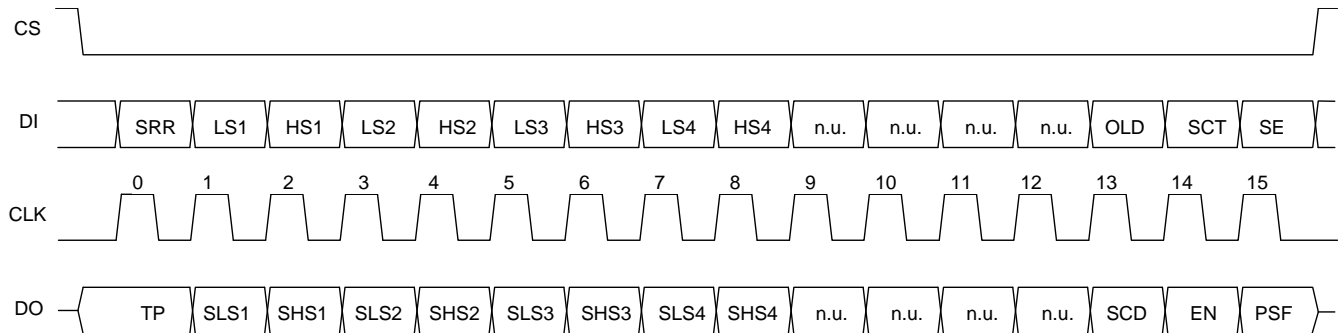 CS
DI SRR LS1 HS1 LS2 HS2 LS3 HS3 LS4 HS4 n.u. n.u. n.u. n.u. OLD SCT SE
0 1 2 3 4 5 6 7 8 9 10 11 12 13 14 15
CLK
DO TP SLS1 SHS1 SLS2 SHS2 SLS3 SHS3 SLS4 SHS4 n.u. n.u. n.u. n.u. SCD EN PSF